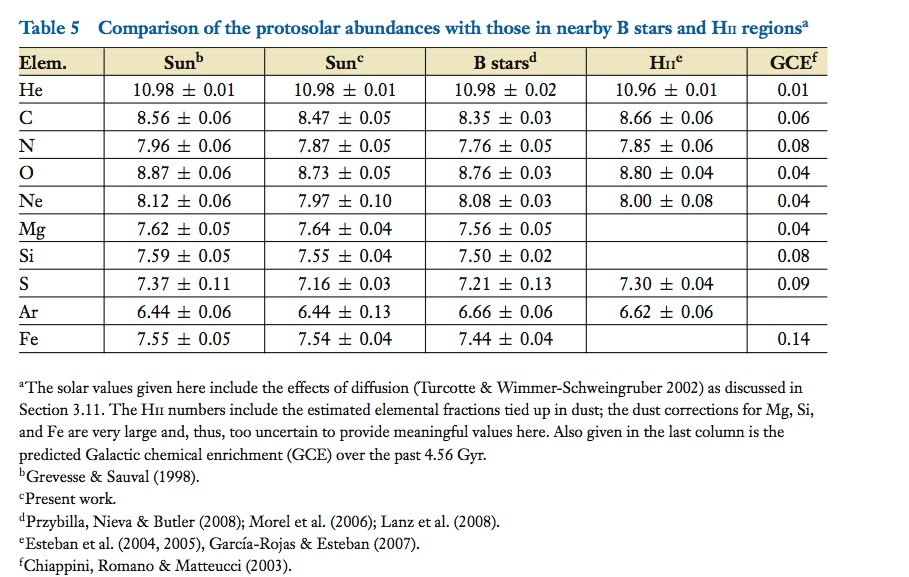 Table 5 Comparison of the protosolar abundances with those in nearby B stars and HII regionsᵃ
Elem. Sunᵇ Sunᶜ B starsᵈ HIIᵉ GCEᶠ
He 10.98 ± 0.01 10.98 ± 0.01 10.98 ± 0.02 10.96 ± 0.01 0.01
C 8.56 ± 0.06 8.47 ± 0.05 8.35 ± 0.03 8.66 ± 0.06 0.06
N 7.96 ± 0.06 7.87 ± 0.05 7.76 ± 0.05 7.85 ± 0.06 0.08
O 8.87 ± 0.06 8.73 ± 0.05 8.76 ± 0.03 8.80 ± 0.04 0.04
Ne 8.12 ± 0.06 7.97 ± 0.10 8.08 ± 0.03 8.00 ± 0.08 0.04
Mg 7.62 ± 0.05 7.64 ± 0.04 7.56 ± 0.05 0.04
Si 7.59 ± 0.05 7.55 ± 0.04 7.50 ± 0.02 0.08
S 7.37 ± 0.11 7.16 ± 0.03 7.21 ± 0.13 7.30 ± 0.04 0.09
Ar 6.44 ± 0.06 6.44 ± 0.13 6.66 ± 0.06 6.62 ± 0.06
Fe 7.55 ± 0.05 7.54 ± 0.04 7.44 ± 0.04 0.14
ᵃThe solar values given here include the effects of diffusion (Turcotte & Wimmer-Schweingruber 2002) as discussed in
Section 3.11. The HII numbers include the estimated elemental fractions tied up in dust; the dust corrections for Mg, Si,
and Fe are very large and, thus, too uncertain to provide meaningful values here. Also given in the last column is the
predicted Galactic chemical enrichment (GCE) over the past 4.56 Gyr.
ᵇGrevesse & Sauval (1998).
ᶜPresent work.
ᵈPrzybilla, Nieva & Butler (2008); Morel et al. (2006); Lanz et al. (2008).
ᵉEsteban et al. (2004, 2005), García-Rojas & Esteban (2007).
ᶠChiappini, Romano & Matteucci (2003).